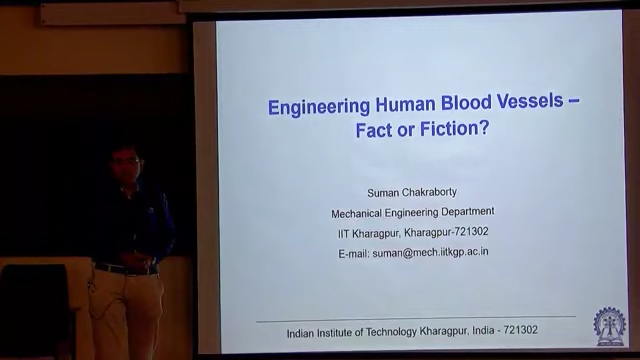 Engineering Human Blood Vessels –
Fact or Fiction?
Suman Chakraborty
Mechanical Engineering Department
IIT Kharagpur, Kharagpur-721302
E-mail: suman@mech.iitkgp.ac.in
Indian Institute of Technology Kharagpur, India - 721302